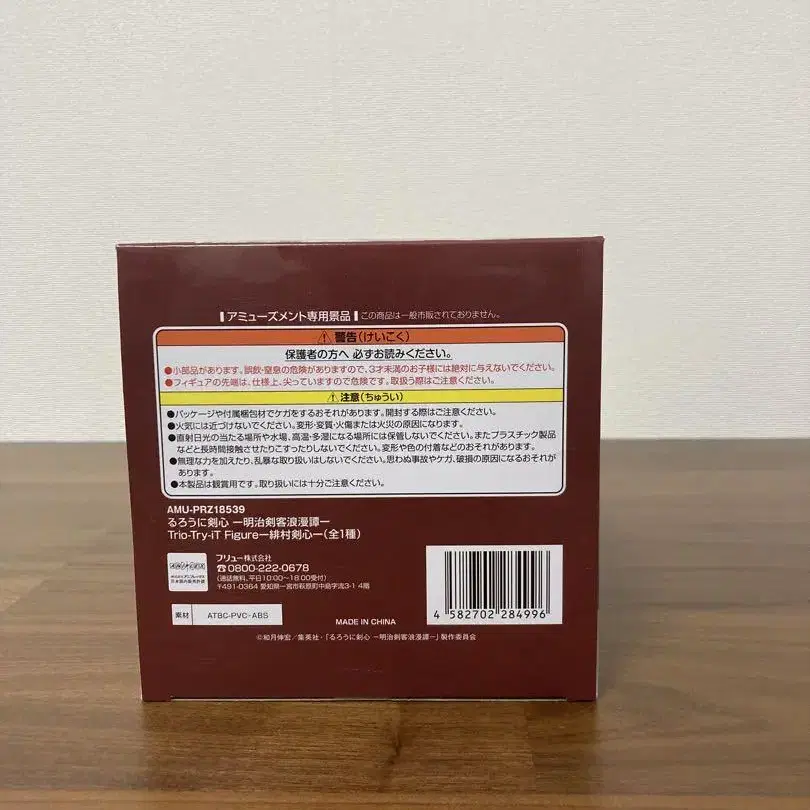 アミューズメント専用景品 この商品は一般市販されておりません。
警告(けいこく)
保護者の方へ 必ずお読みください。
●小部品があります。誤飲・窒息の危険がありますので、3才未満のお子様には絶対に与えないでください。
●フィギュアの先端は、仕様上、尖っていますので危険です。取扱う際はご注意ください。
注意(ちゅうい)
●パッケージや付属梱包材でケガをするおそれがあります。開封する際はご注意ください。
●火気には近づけないでください。変形・変質・火傷または火災の原因になります。
●直射日光の当たる場所や水場、高温・多湿になる場所には保管しないでください。またプラスチック製品
などと長時間接触させたりこすったりしないでください。変形や色の付着などのおそれがあります。
●無理な力を加えたり、乱暴な取り扱いはしないでください。思わぬ事故やケガ、破損の原因になるおそれが
あります。
●本製品は観賞用です。取り扱いには十分ご注意ください。
AMU-PRZ18539
るろうに剣心 ー明治剣客浪漫譚ー
Trio-Try-iT Figureー緋村剣心ー(全1種)
フリュー株式会社
☎0800-222-0678
(通話無料、平日10:00~18:00受付)
〒491-0364 愛知県一宮市萩原町中島字流3-1 4階
日本国内販売許諾
素材 ATBC-PVC・ABS
MADE IN CHINA
4 582702 284996
©和月伸宏/集英社・「るろうに剣心 ー明治剣客浪漫譚ー」製作委員会